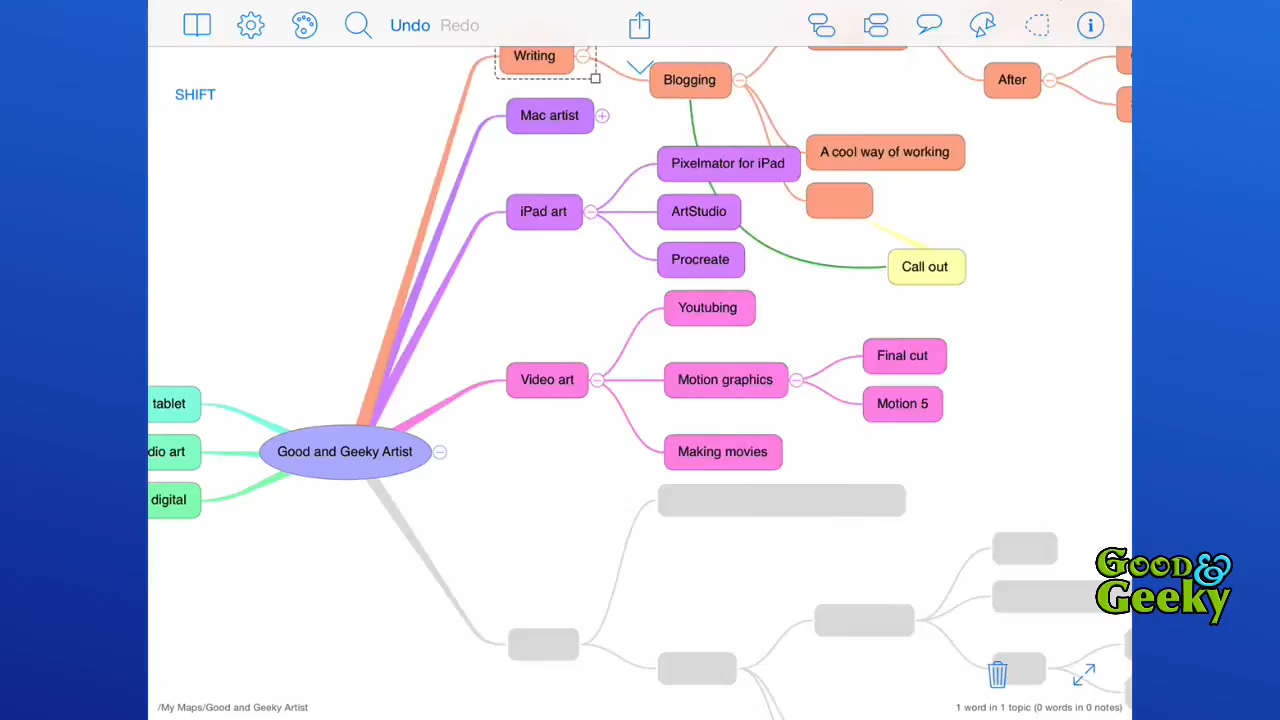 Undo Redo
SHIFT
Writing
Blogging
After
Mac artist
A cool way of working
Pixelmator for iPad
iPad art
ArtStudio
Procreate
Call out
Youtubing
Video art
Motion graphics
Final cut
Motion 5
Making movies
tablet
dio art
digital
Good and Geeky Artist
Good &
Geeky
/My Maps/Good and Geeky Artist
1 word in 1 topic (0 words in 0 notes)